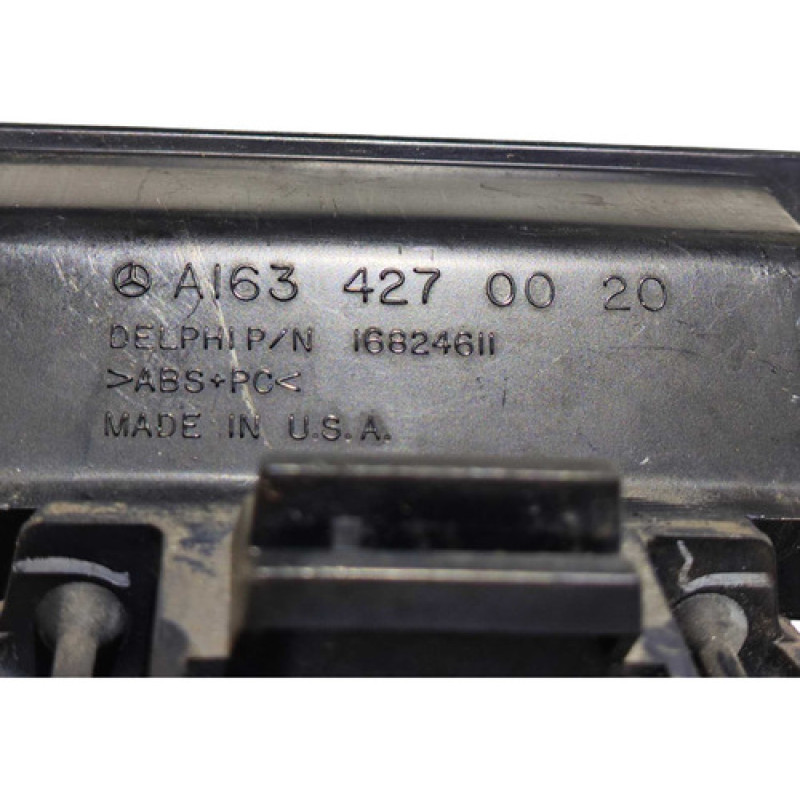 A163 427 00 20
DELPHI P/N 16824611
>ABS+PC<
MADE IN U.S.A.